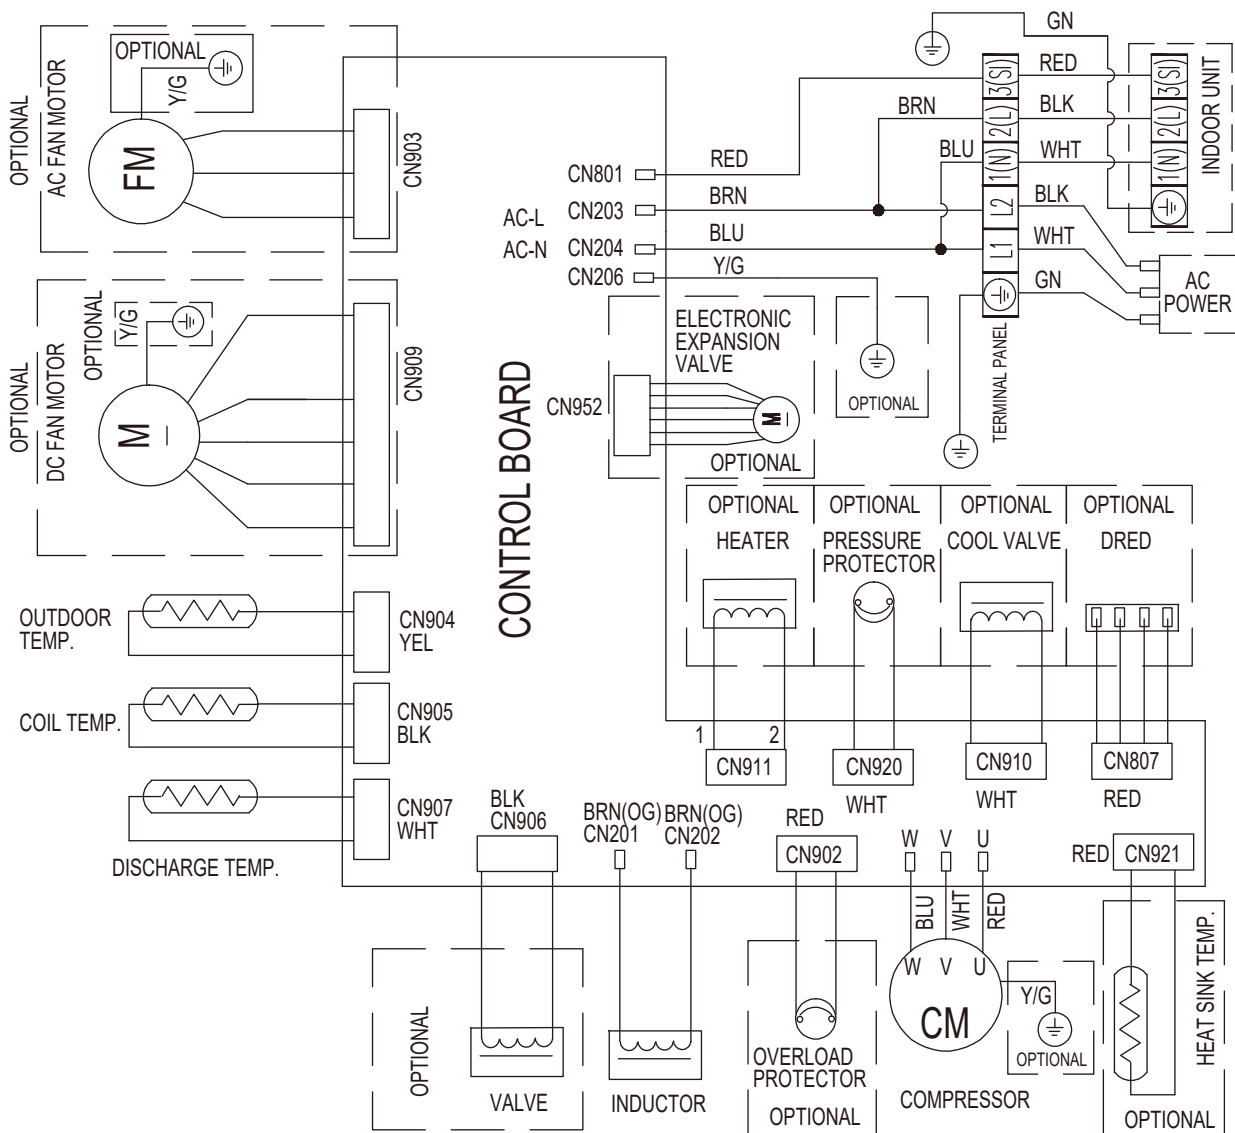 OPTIONAL
AC FAN MOTOR
OPTIONAL
Y/G
FM
CN903
OPTIONAL
DC FAN MOTOR
OPTIONAL
Y/G
M
CN909
OUTDOOR
TEMP.
CN904
YEL
COIL TEMP.
CN905
BLK
CN907
WHT
DISCHARGE TEMP.
CONTROL BOARD
AC-L
AC-N
CN801
CN203
CN204
CN206
RED
BRN
BLU
Y/G
BRN
BLU
GN
RED
BLK
WHT
BLK
WHT
GN
3(SI)
2(L)
1(N)
L2
L1
TERMINAL PANEL
3(SI)
2(L)
1(N)
INDOOR UNIT
AC
POWER
OPTIONAL
ELECTRONIC
EXPANSION
VALVE
CN952
M
OPTIONAL
OPTIONAL
HEATER
OPTIONAL
PRESSURE
PROTECTOR
OPTIONAL
COOL VALVE
OPTIONAL
DRED
1
2
CN911
CN920
WHT
CN910
WHT
CN807
RED
BLK
CN906
BRN(OG)
CN201
BRN(OG)
CN202
RED
CN902
W
V
U
BLU
WHT
RED
W
V
U
CM
Y/G
OPTIONAL
COMPRESSOR
RED
CN921
HEAT SINK TEMP.
OPTIONAL
OPTIONAL
VALVE
INDUCTOR
OVERLOAD
PROTECTOR
OPTIONAL